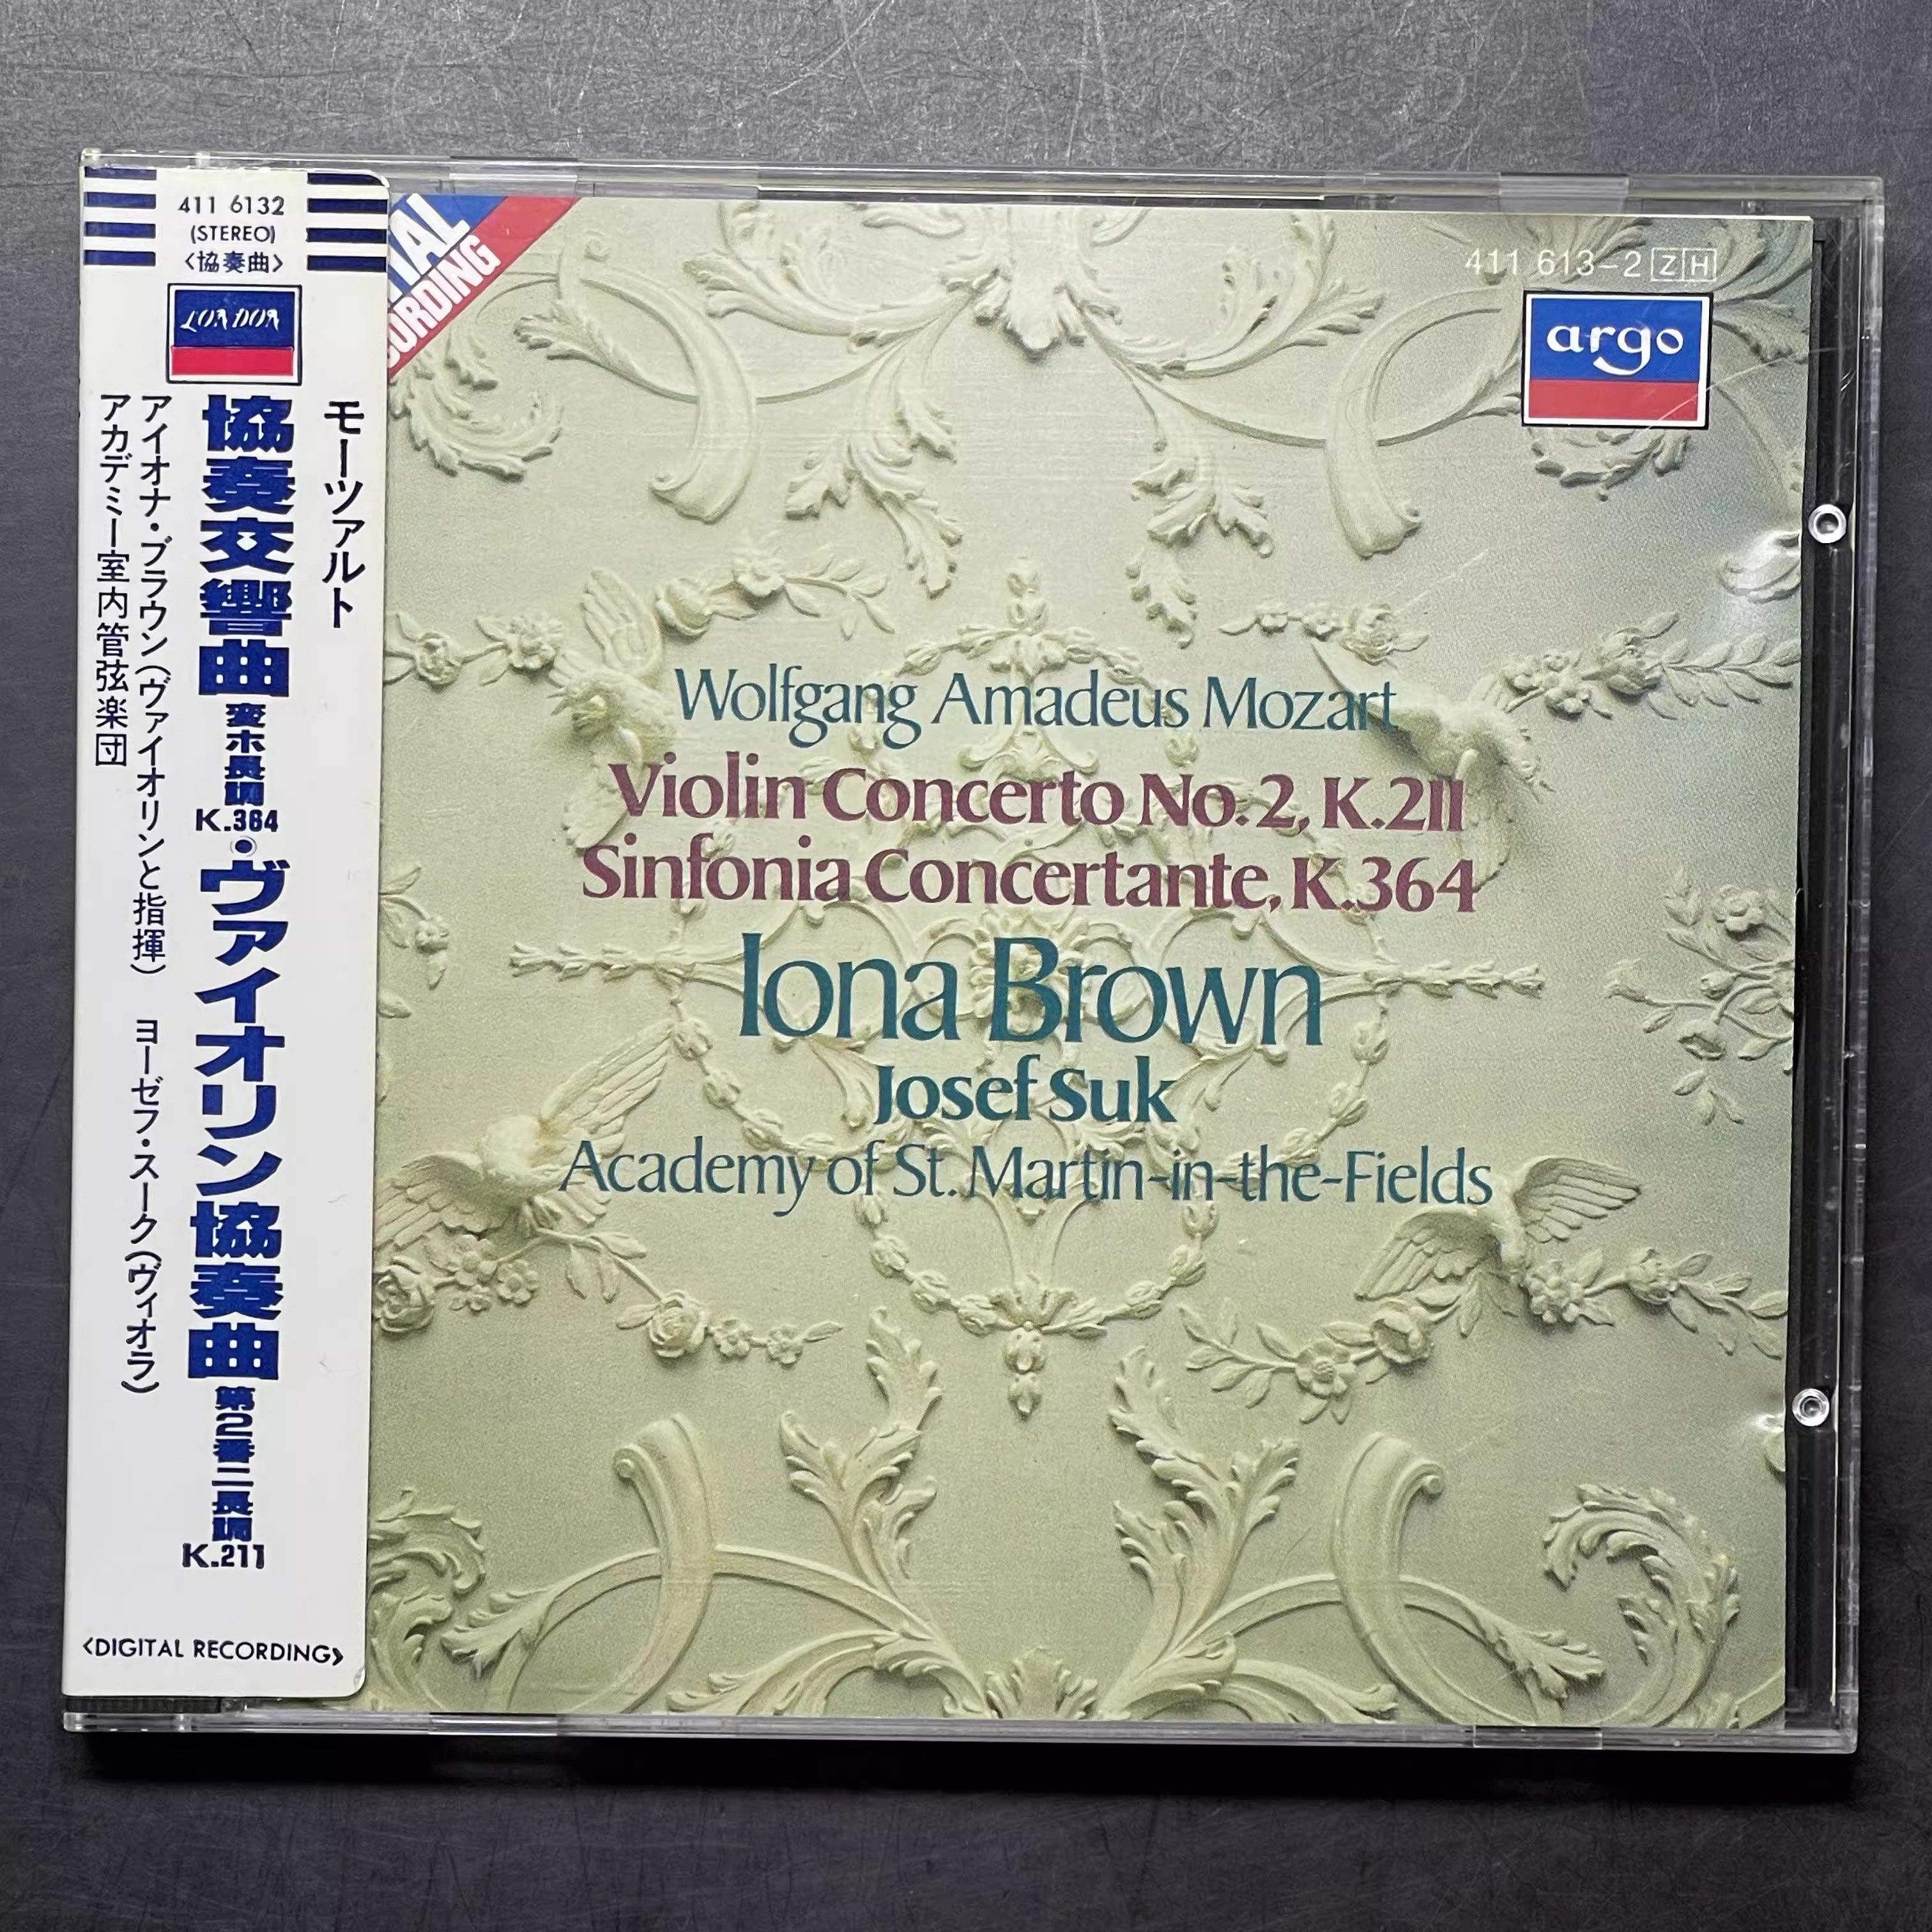 411 6132
(STEREO)
〈協奏曲〉
LONDON
モーツァルト
協奏交響曲 変ホ長調 K.364・ヴァイオリン協奏曲 第2番ニ長調 K.211
アイオナ・ブラウン(ヴァイオリンと指揮) ヨーゼフ・スーク(ヴィオラ)
アカデミー室内管弦楽団
〈DIGITAL RECORDING〉
ITAL
CORDING
411 613-2 ZH
argo
Wolfgang Amadeus Mozart
Violin Concerto No.2, K.211
Sinfonia Concertante, K.364
Iona Brown
Josef Suk
Academy of St. Martin-in-the-Fields